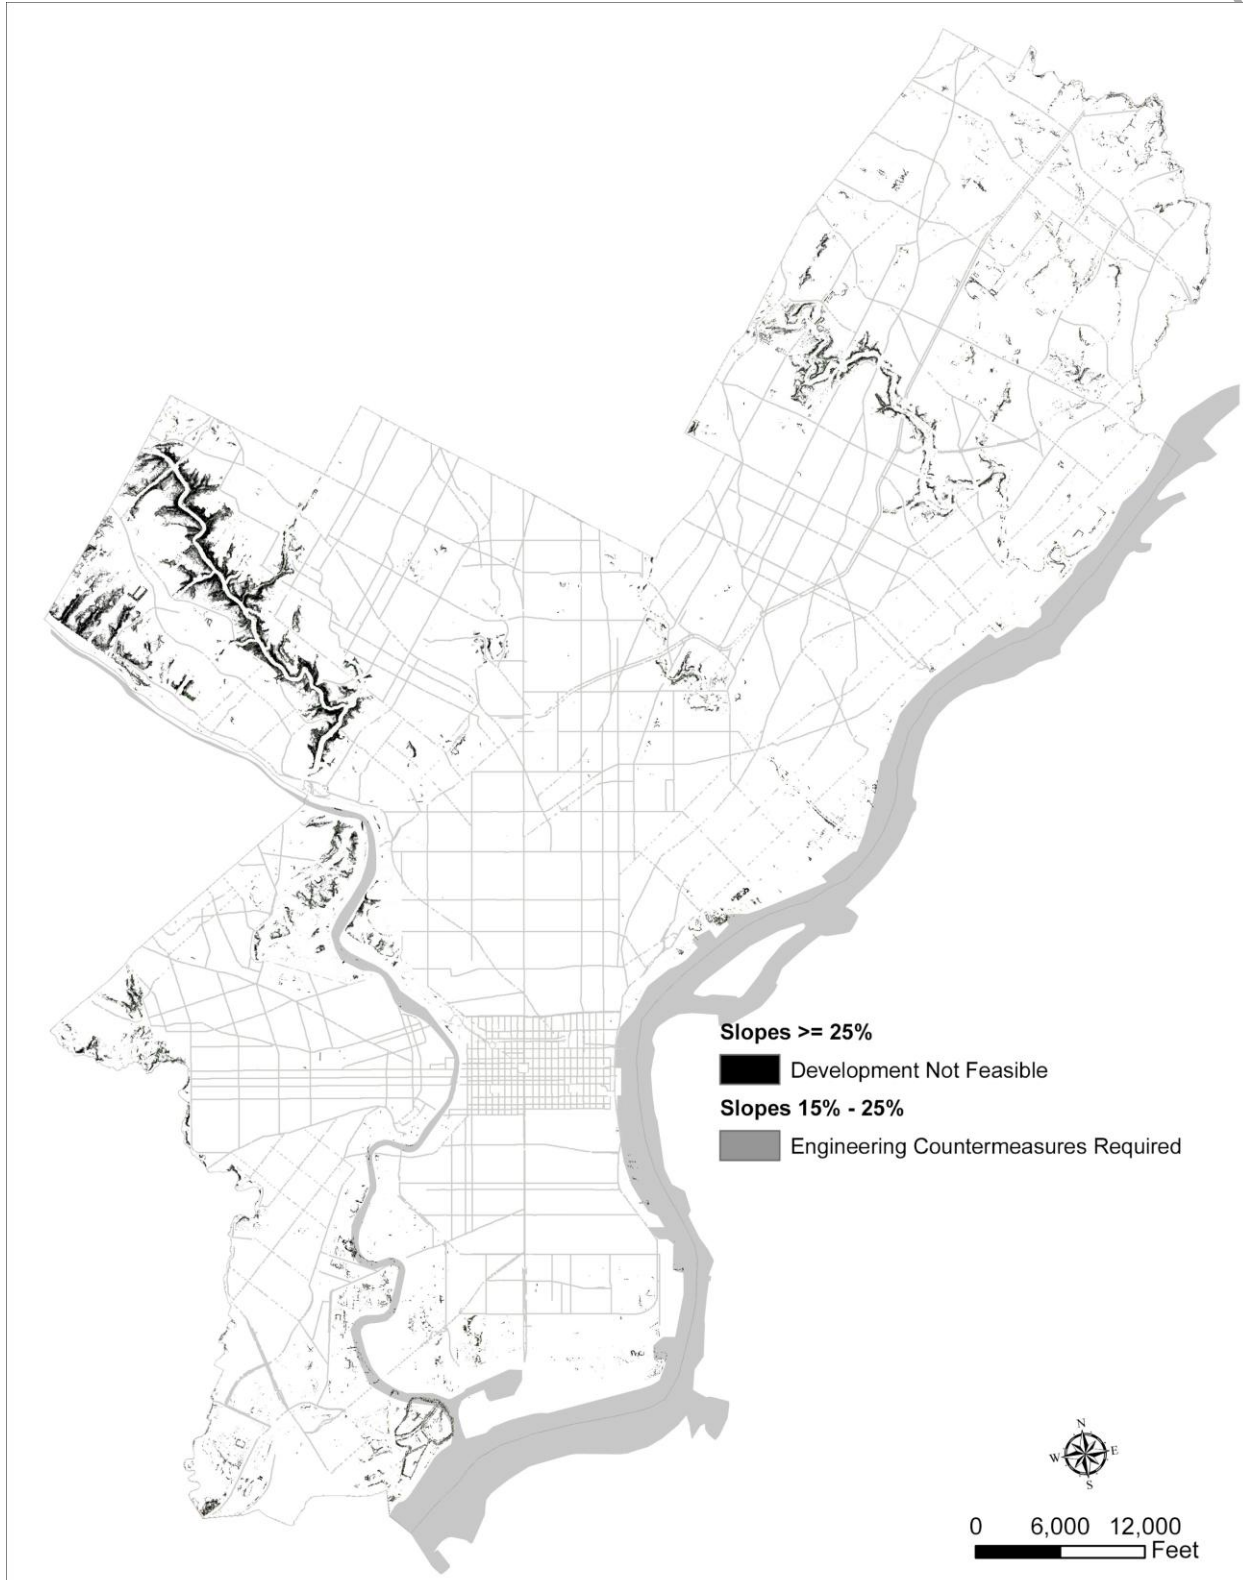 Slopes >= 25%
Development Not Feasible
Slopes 15% - 25%
Engineering Countermeasures Required
N
W E
S
0 6,000 12,000
Feet